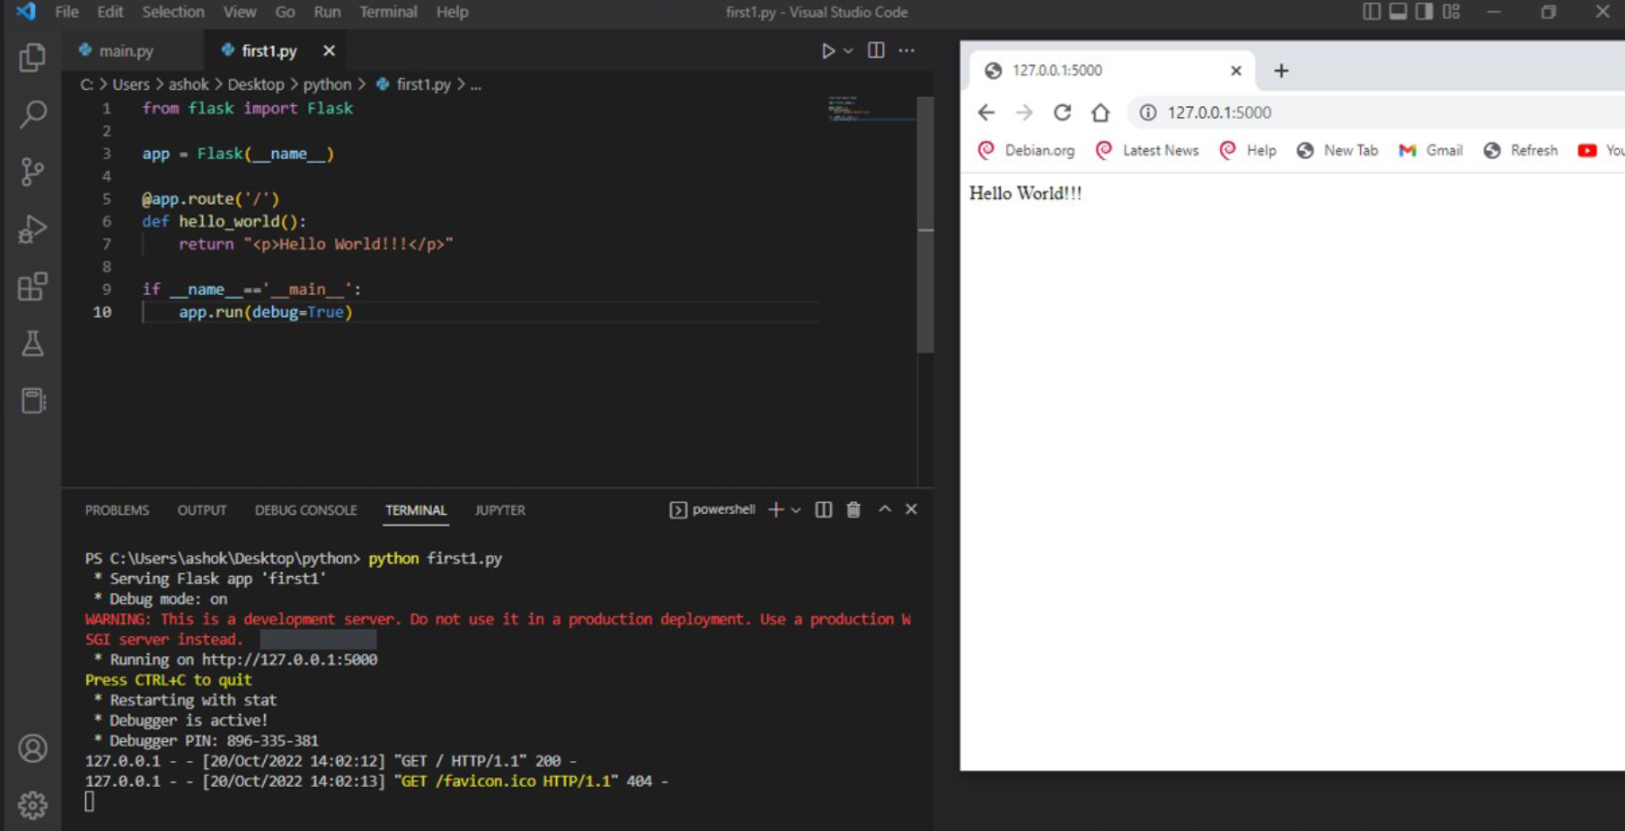 File Edit Selection View Go Run Terminal Help first1.py - Visual Studio Code
main.py first1.py
C: > Users > ashok > Desktop > python > first1.py > ...
1 from flask import Flask
2
3 app = Flask(__name__)
4
5 @app.route('/')
6 def hello_world():
7     return "<p>Hello World!!!</p>"
8
9 if __name__=='__main__':
10     app.run(debug=True)
PROBLEMS OUTPUT DEBUG CONSOLE TERMINAL JUPYTER powershell
PS C:\Users\ashok\Desktop\python> python first1.py
 * Serving Flask app 'first1'
 * Debug mode: on
WARNING: This is a development server. Do not use it in a production deployment. Use a production W
SGI server instead.
 * Running on http://127.0.0.1:5000
Press CTRL+C to quit
 * Restarting with stat
 * Debugger is active!
 * Debugger PIN: 896-335-381
127.0.0.1 - - [20/Oct/2022 14:02:12] "GET / HTTP/1.1" 200 -
127.0.0.1 - - [20/Oct/2022 14:02:13] "GET /favicon.ico HTTP/1.1" 404 -
127.0.0.1:5000
127.0.0.1:5000
Debian.org Latest News Help New Tab Gmail Refresh You
Hello World!!!